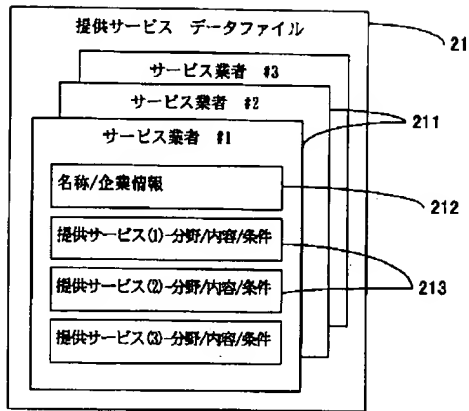 提供サービス データファイル
21
サービス業者 #3
サービス業者 #2
211
サービス業者 #1
名称/企業情報
212
提供サービス(1)-分野/内容/条件
提供サービス(2)-分野/内容/条件
213
提供サービス(3)-分野/内容/条件